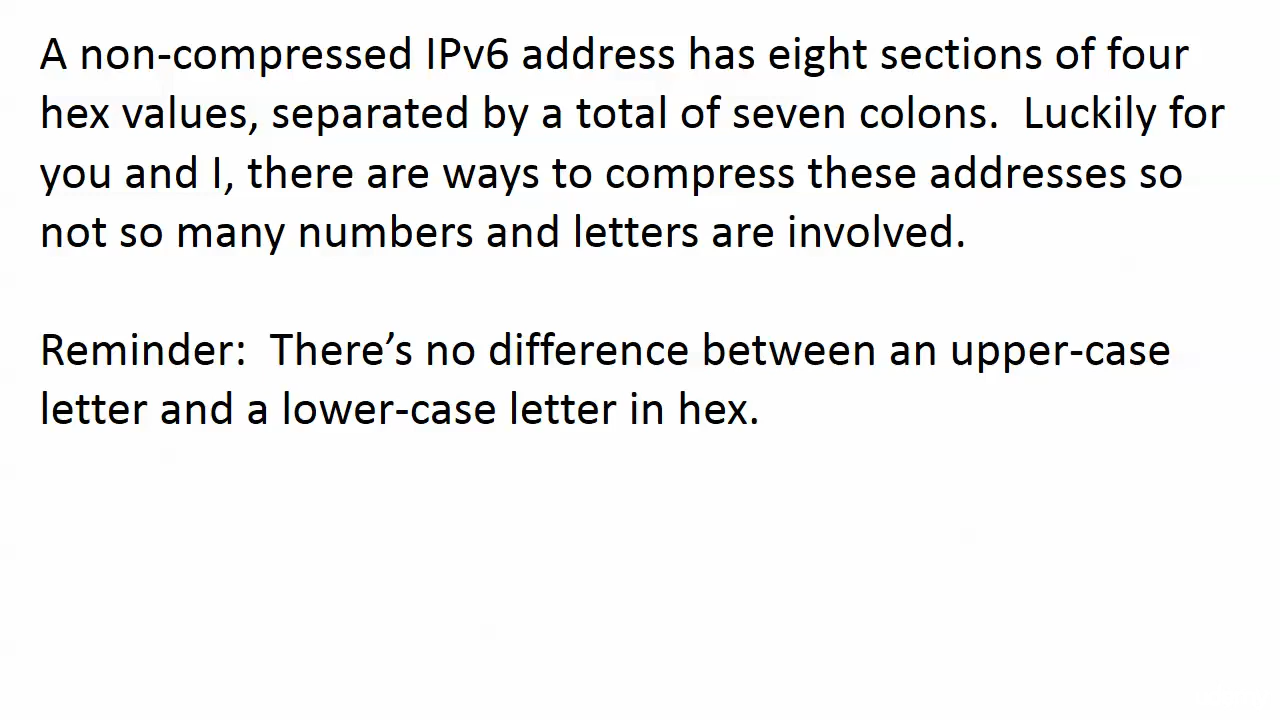 A non-compressed IPv6 address has eight sections of four
hex values, separated by a total of seven colons.  Luckily for
you and I, there are ways to compress these addresses so
not so many numbers and letters are involved.
Reminder:  There’s no difference between an upper-case
letter and a lower-case letter in hex.